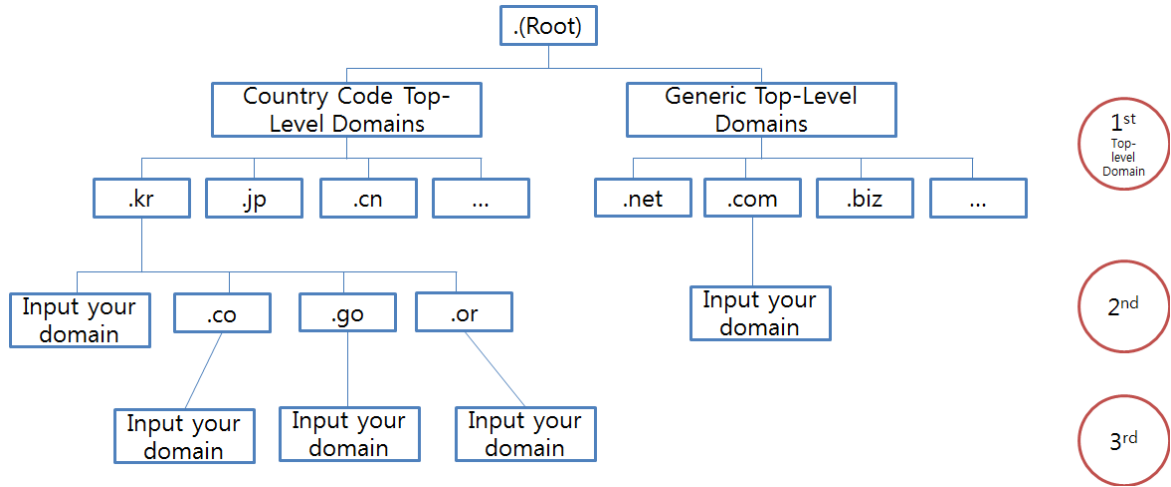 .(Root)
Country Code Top-
Level Domains
Generic Top-Level
Domains
1st
Top-
level
Domain
.kr
.jp
.cn
...
.net
.com
.biz
...
Input your
domain
.co
.go
.or
Input your
domain
2nd
Input your
domain
Input your
domain
Input your
domain
3rd